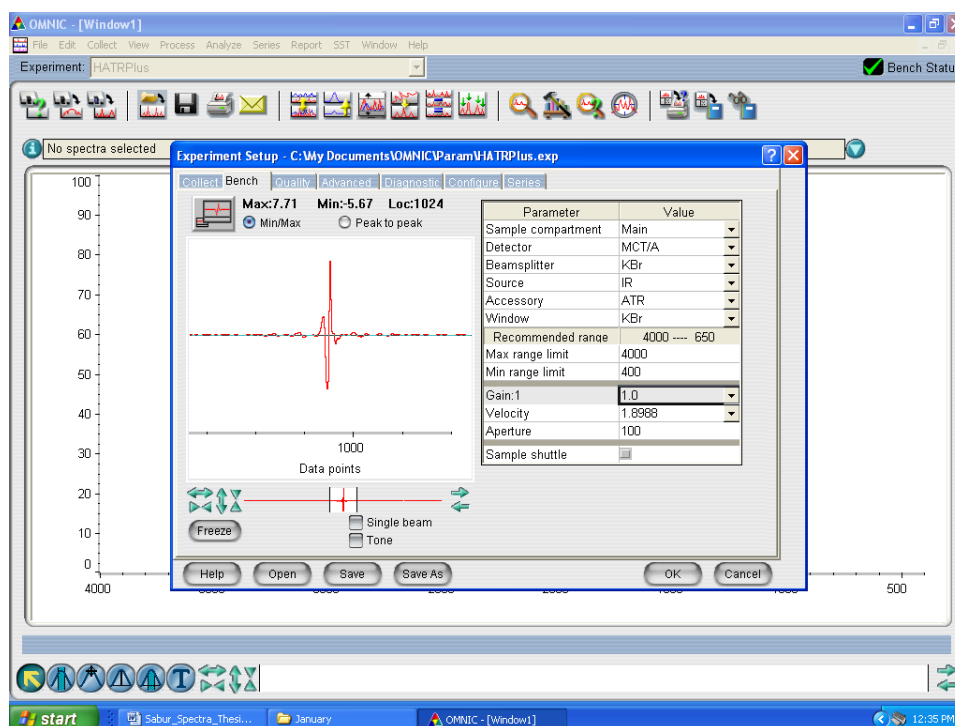 OMNIC - [Window1]
File Edit Collect View Process Analyze Series Report SST Window Help
Experiment: HATRPlus
Bench Statu
No spectra selected
Experiment Setup - C:\My Documents\OMNIC\Param\HATRPlus.exp
Collect Bench Quality Advanced Diagnostic Configure Series
Max:7.71 Min:-5.67 Loc:1024
Min/Max Peak to peak
1000
Data points
Single beam
Tone
Freeze
Parameter Value
Sample compartment Main
Detector MCT/A
Beamsplitter KBr
Source IR
Accessory ATR
Window KBr
Recommended range 4000 ---- 650
Max range limit 4000
Min range limit 400
Gain:1 1.0
Velocity 1.8988
Aperture 100
Sample shuttle
Help Open Save Save As OK Cancel
100
90
80
70
60
50
40
30
20
10
0
4000 500
T
start Sabur_Spectra_Thesi... January OMNIC - [Window1] 12:35 PM